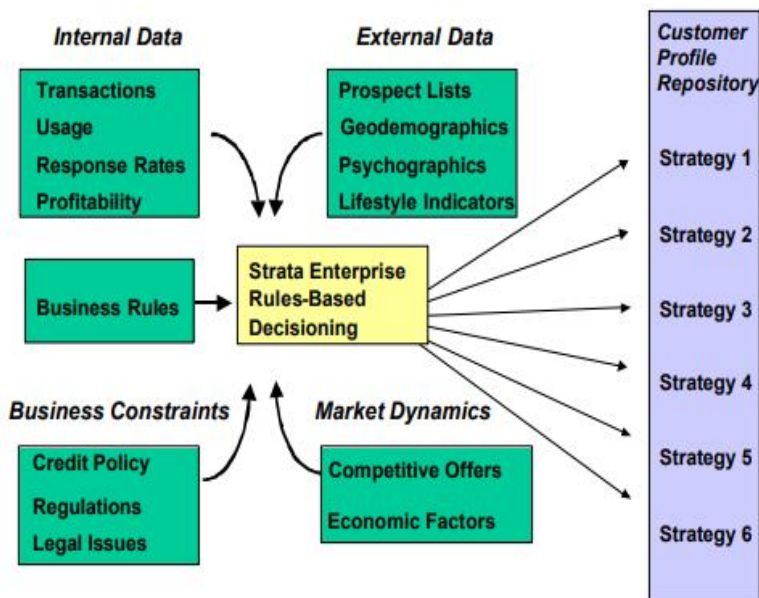 Internal Data
External Data
Customer
Profile
Repository
Transactions
Usage
Response Rates
Profitability
Prospect Lists
Geodemographics
Psychographics
Lifestyle Indicators
Business Rules
Strata Enterprise
Rules-Based
Decisioning
Business Constraints
Market Dynamics
Credit Policy
Regulations
Legal Issues
Competitive Offers
Economic Factors
Strategy 1
Strategy 2
Strategy 3
Strategy 4
Strategy 5
Strategy 6